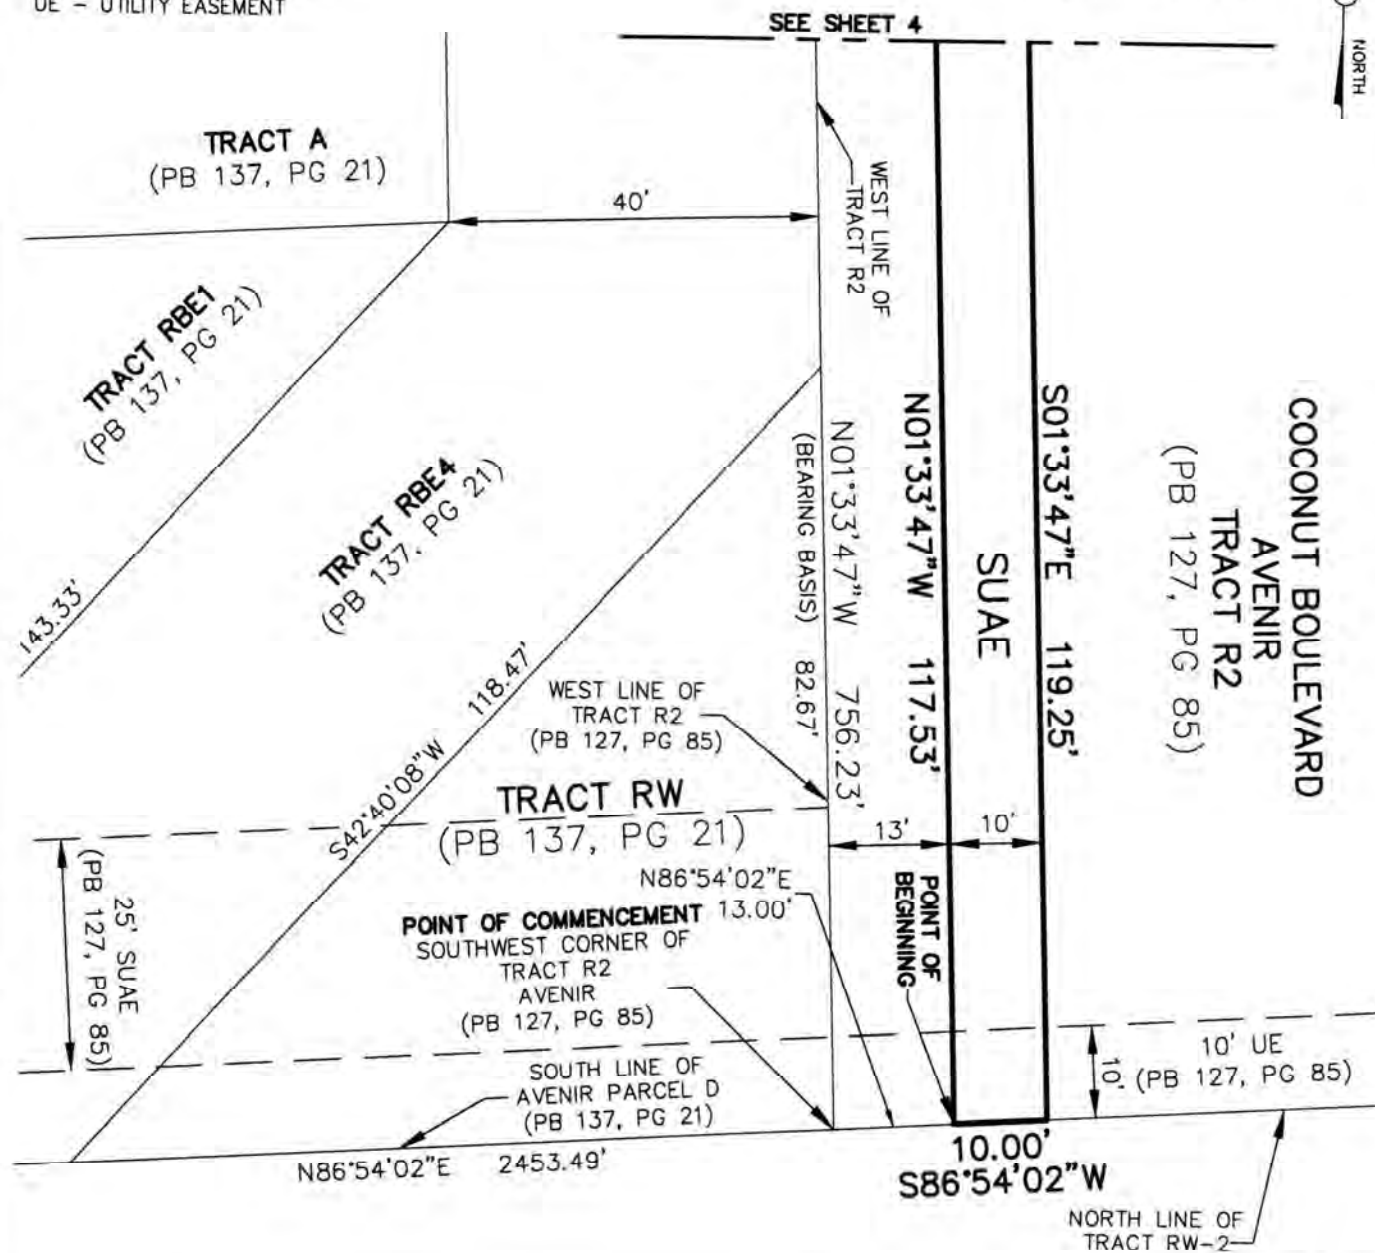 UE - UTILITY EASEMENT
SEE SHEET 4
NORTH
TRACT A
(PB 137, PG 21)
40'
WEST LINE OF
TRACT R2
TRACT RBE1
(PB 137, PG 21)
143.33'
TRACT RBE4
(PB 137, PG 21)
S42°40'08"W 118.47'
N01°33'47"W 756.23'
(BEARING BASIS) 82.67'
N01°33'47"W 117.53'
SUAE
S01°33'47"E 119.25'
COCONUT BOULEVARD
AVENIR
TRACT R2
(PB 127, PG 85)
WEST LINE OF
TRACT R2
(PB 127, PG 85)
TRACT RW
(PB 137, PG 21)
13'
10'
N86°54'02"E
13.00'
POINT OF
BEGINNING
POINT OF COMMENCEMENT
SOUTHWEST CORNER OF
TRACT R2
AVENIR
(PB 127, PG 85)
25' SUAE
(PB 127, PG 85)
10' UE
(PB 127, PG 85)
10'
SOUTH LINE OF
AVENIR PARCEL D
(PB 137, PG 21)
N86°54'02"E 2453.49'
10.00'
S86°54'02"W
NORTH LINE OF
TRACT RW-2